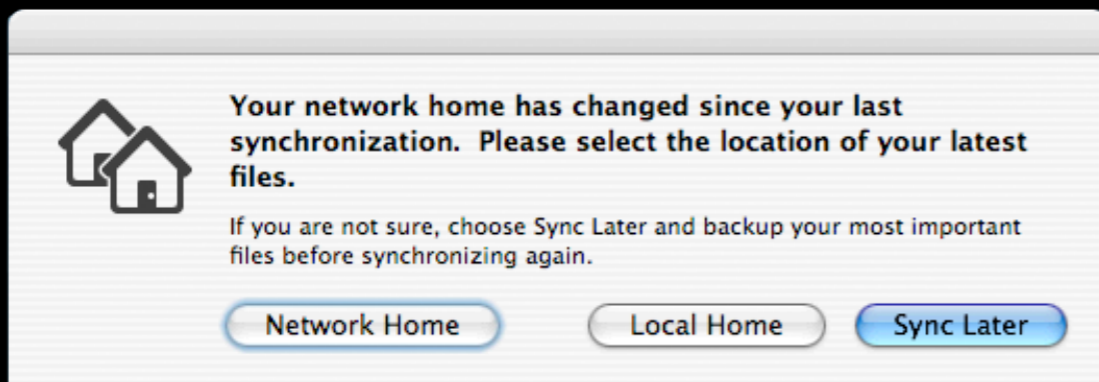 Your network home has changed since your last
synchronization.  Please select the location of your latest
files.
If you are not sure, choose Sync Later and backup your most important
files before synchronizing again.
Network Home
Local Home
Sync Later